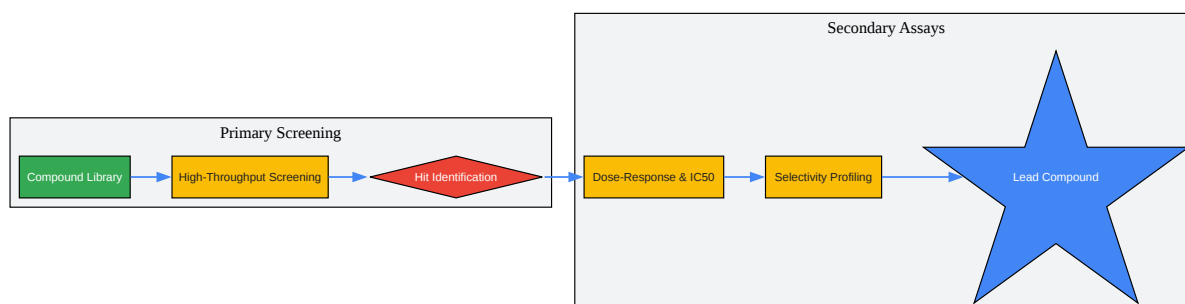 Secondary Assays
Primary Screening
Compound Library
High-Throughput Screening
Hit Identification
Dose-Response & IC50
Selectivity Profiling
Lead Compound